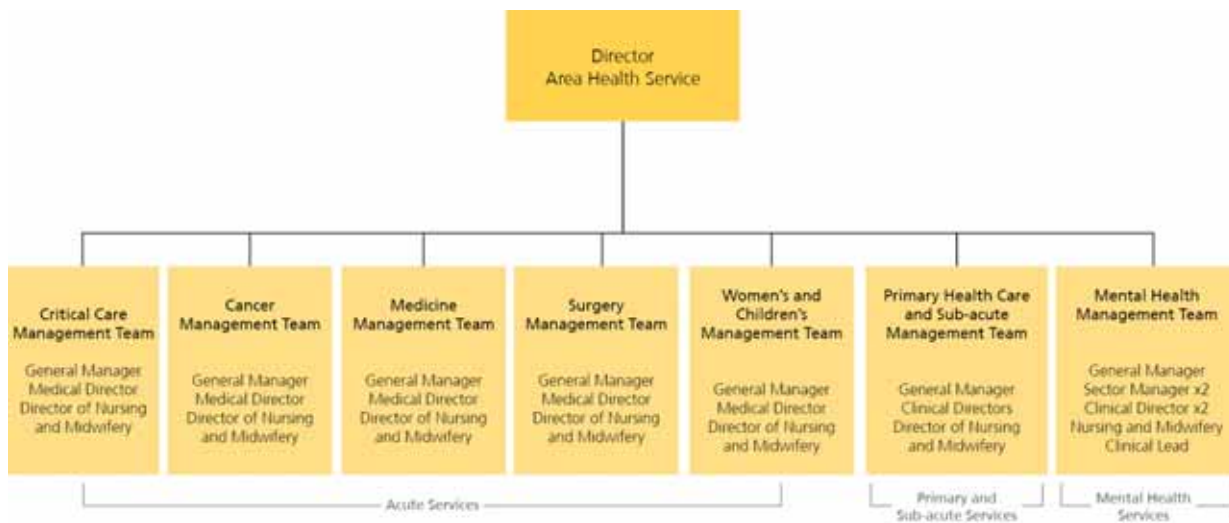 Director
Area Health Service
Critical Care
Management Team
General Manager
Medical Director
Director of Nursing
and Midwifery
Cancer
Management Team
General Manager
Medical Director
Director of Nursing
and Midwifery
Medicine
Management Team
General Manager
Medical Director
Director of Nursing
and Midwifery
Surgery
Management Team
General Manager
Medical Director
Director of Nursing
and Midwifery
Women's and
Children's
Management Team
General Manager
Medical Director
Director of Nursing
and Midwifery
Primary Health Care
and Sub-acute
Management Team
General Manager
Clinical Directors
Director of Nursing
and Midwifery
Mental Health
Management Team
General Manager
Sector Manager x2
Clinical Director x2
Nursing and Midwifery
Clinical Lead
Acute Services
Primary and
Sub-acute Services
Mental Health
Services